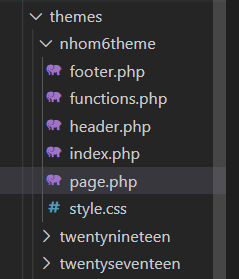 themes
nhom6theme
footer.php
functions.php
header.php
index.php
page.php
# style.css
twentynineteen
twentyseventeen